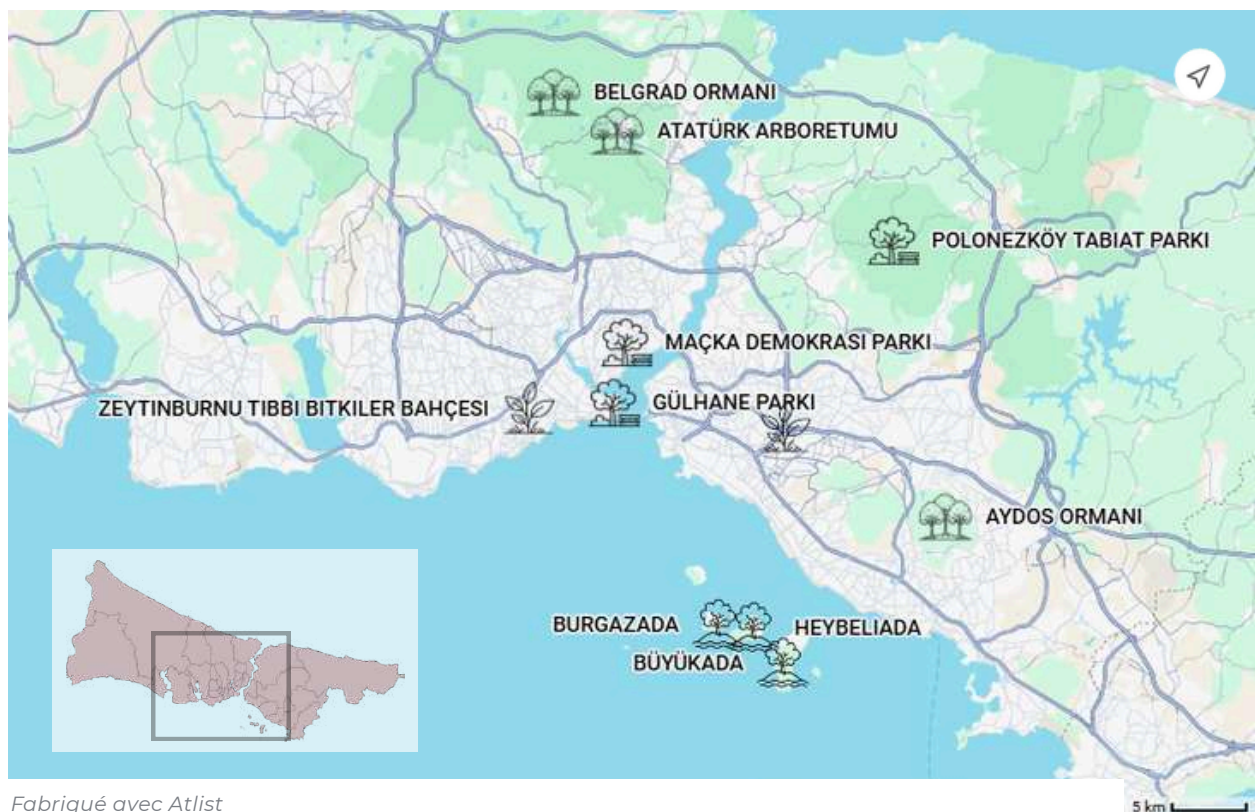 BELGRAD ORMANI
ATATÜRK ARBORETUMU
POLONEZKÖY TABIAT PARKI
MAÇKA DEMOKRASI PARKI
ZEYTINBURNU TIBBI BITKILER BAHÇESI
GÜLHANE PARKI
AYDOS ORMANI
BURGAZADA
HEYBELIADA
BÜYÜKADA
Fabriqué avec Atlist
5 km